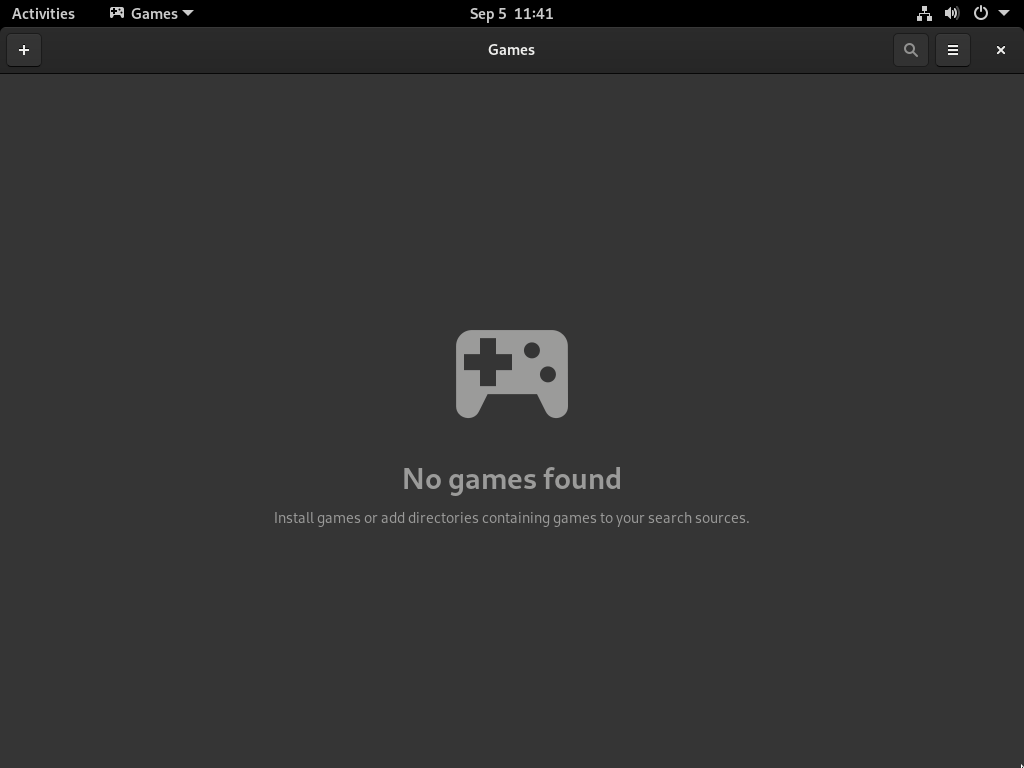 Activities Games Sep 5 11:41
Games
No games found
Install games or add directories containing games to your search sources.